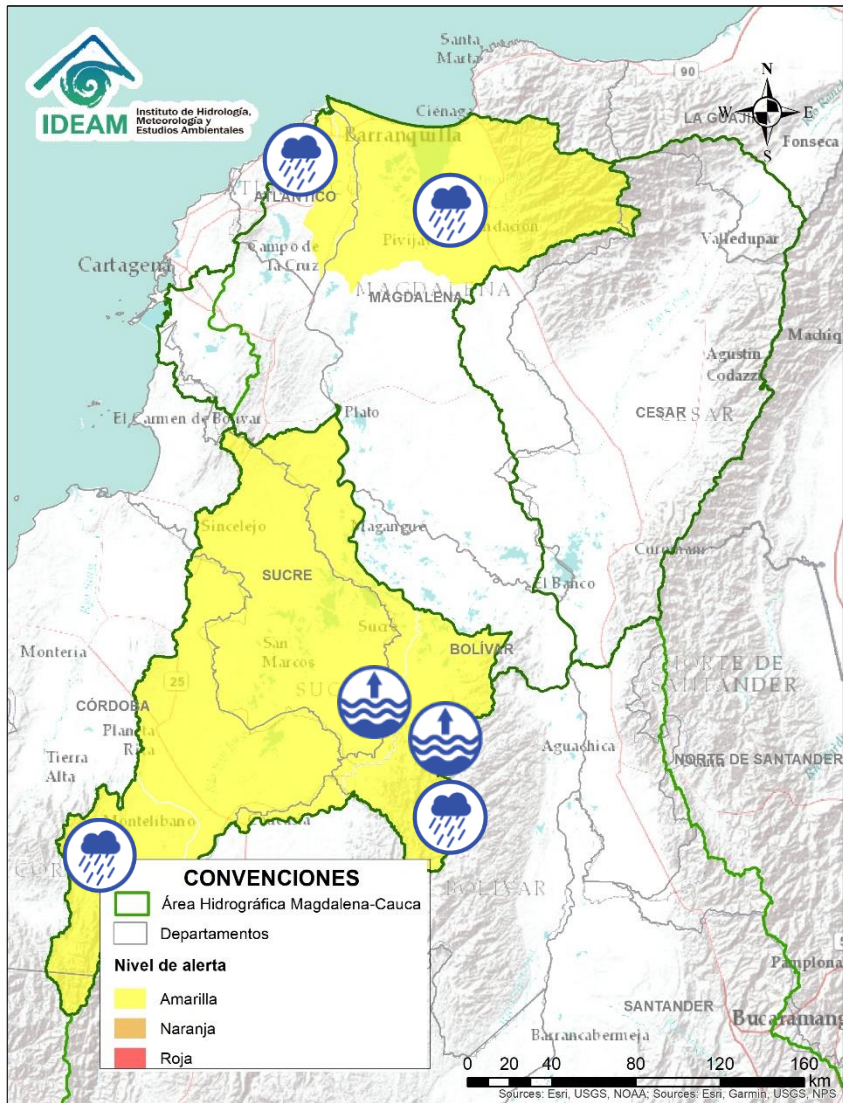 IDEAM
Instituto de Hidrología,
Meteorología y
Estudios Ambientales
Santa
Marta
90
N
W
E
S
LA GUAJIRA
Fonseca
Ciénaga
Barranquilla
ATLÁNTICO
Valledupar
Campo de
la Cruz
Cartagena
MAGDALENA
MAGDALENA
Agustín
Codazzi
El Carmen de Bolívar
Plato
CESAR
CESAR
Sincelejo
Magangué
Curumaní
SUCRE
El Banco
Sucre
San
Marcos
BOLÍVAR
Montería
25
NORTE DE
SANTANDER
CÓRDOBA
Planeta
Rica
Aguachica
NORTE DE SANTANDER
Tierra
Alta
Montelíbano
BOLÍVAR
CONVENCIONES
Área Hidrográfica Magdalena-Cauca
Departamentos
Nivel de alerta
Amarilla
Naranja
Roja
Pamplona
SANTANDER
Bucaramang
Barrancabermeja
0 20 40 80 120 160
km
Sources: Esri, USGS, NOAA; Sources: Esri, Garmin, USGS, NPS